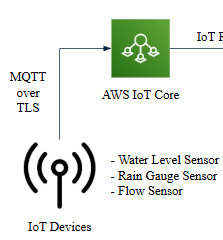 IoT
MQTT
over
TLS
AWS IoT Core
- Water Level Sensor
- Rain Gauge Sensor
- Flow Sensor
IoT Devices